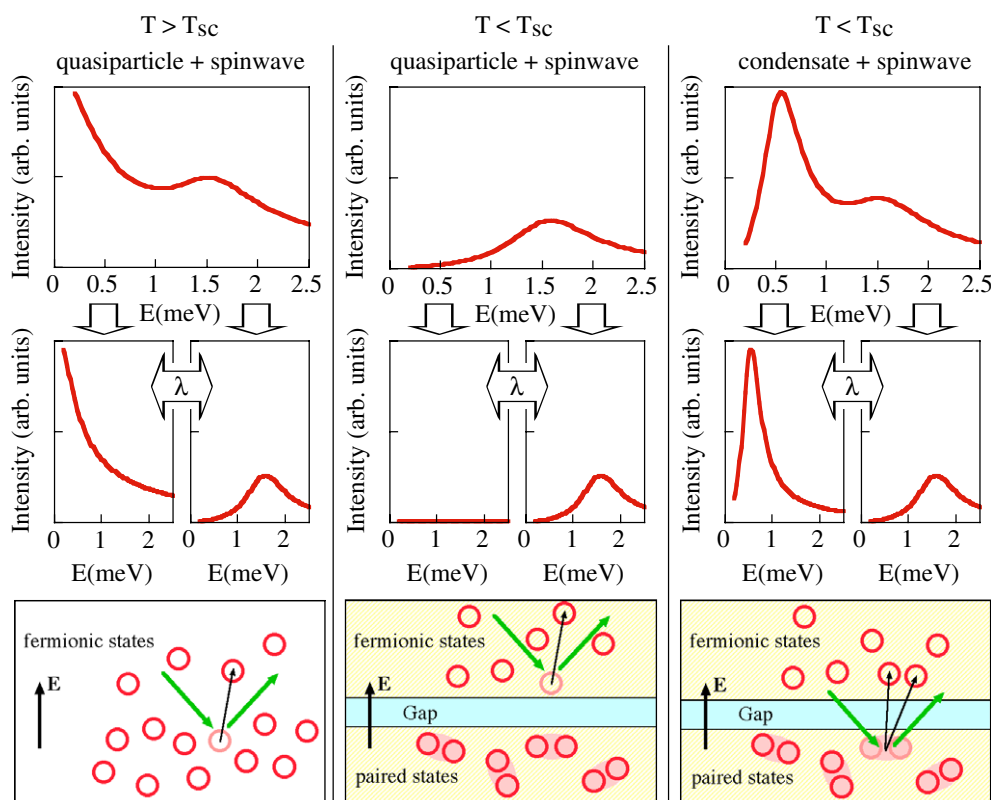 T > TSC
quasiparticle + spinwave
Intensity (arb. units)
0 0.5 1 1.5 2 2.5
E(meV)
Intensity (arb. units)
λ
0 1 2 0 1 2
E(meV) E(meV)
fermionic states
E
T < TSC
quasiparticle + spinwave
Intensity (arb. units)
0 0.5 1 1.5 2 2.5
E(meV)
Intensity (arb. units)
λ
0 1 2 0 1 2
E(meV) E(meV)
fermionic states
E
Gap
paired states
T < TSC
condensate + spinwave
Intensity (arb. units)
0 0.5 1 1.5 2 2.5
E(meV)
Intensity (arb. units)
λ
0 1 2 0 1 2
E(meV) E(meV)
fermionic states
E
Gap
paired states